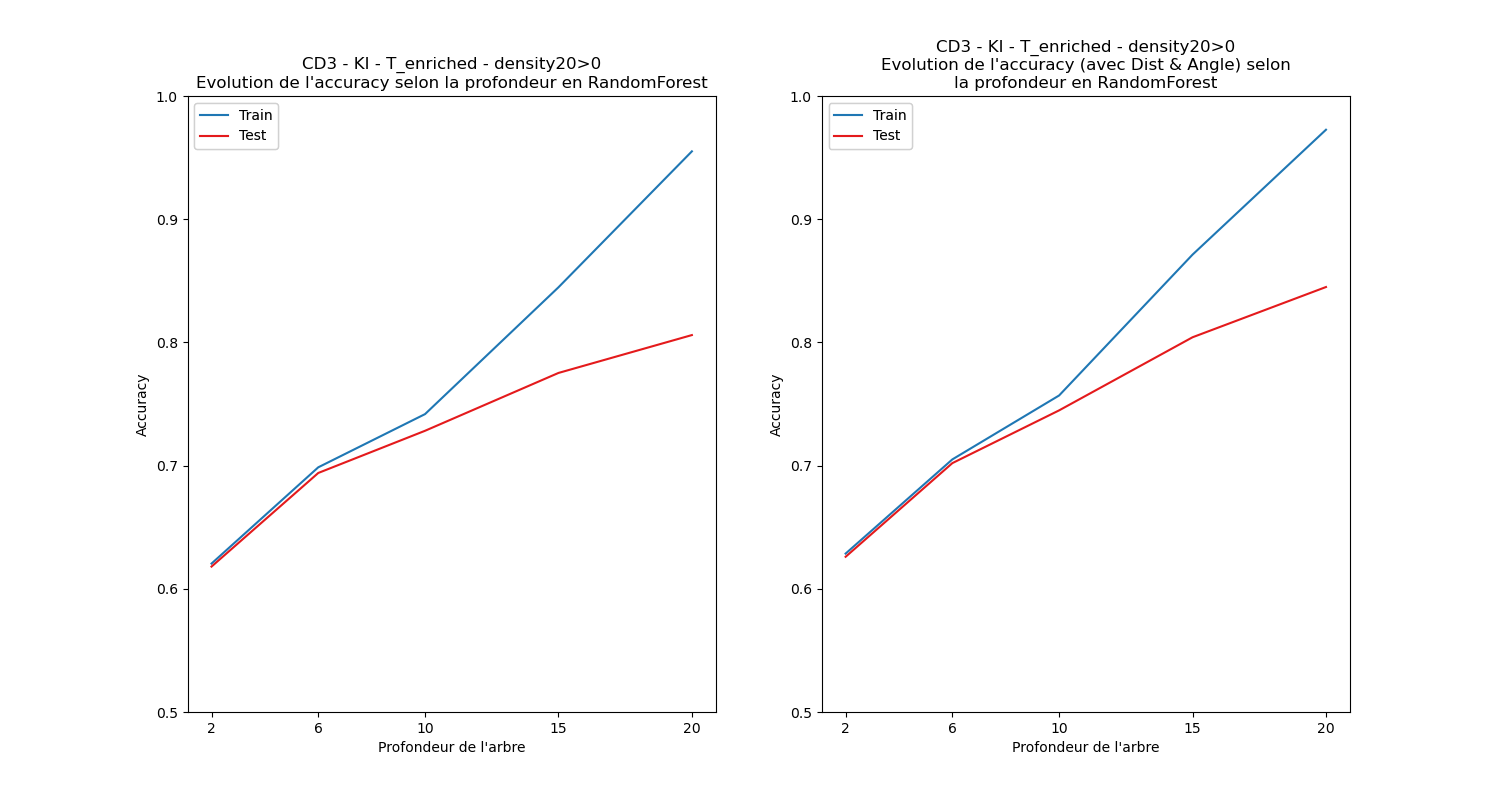 CD3 - KI - T_enriched - density20>0
Evolution de l'accuracy selon la profondeur en RandomForest
1.0
0.9
0.8
0.7
0.6
0.5
Accuracy
Train
Test
2 6 10 15 20
Profondeur de l'arbre
CD3 - KI - T_enriched - density20>0
Evolution de l'accuracy (avec Dist & Angle) selon
la profondeur en RandomForest
1.0
0.9
0.8
0.7
0.6
0.5
Accuracy
Train
Test
2 6 10 15 20
Profondeur de l'arbre